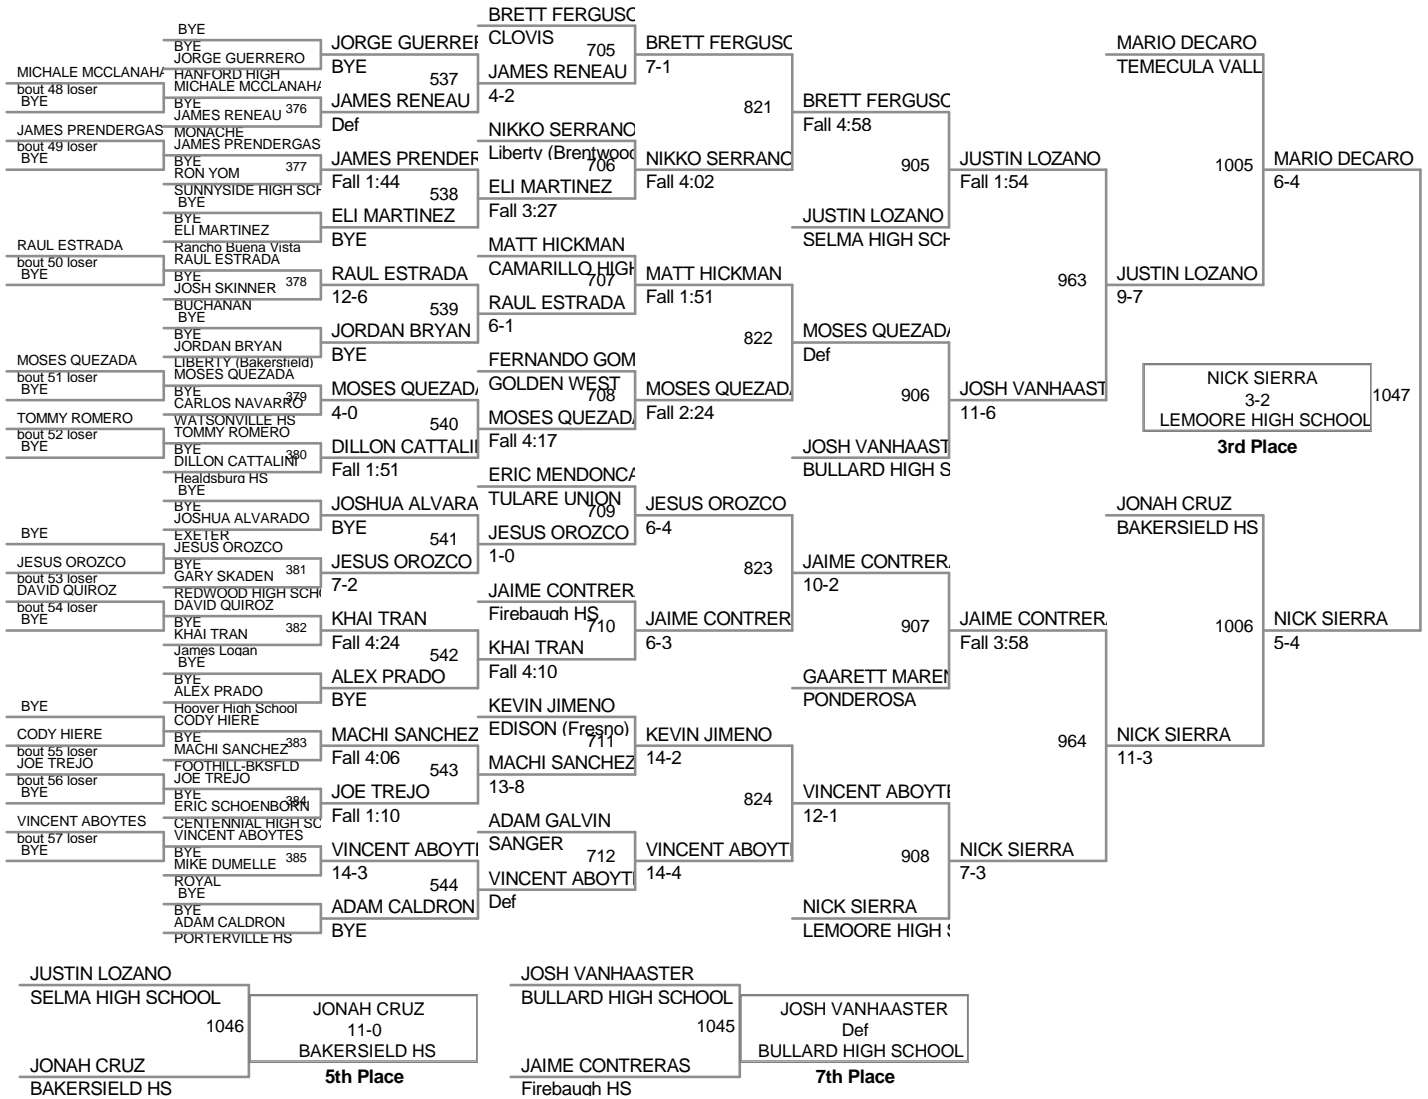 BYE
BYE
JORGE GUERRERO
MICHALE MCCLANAHA
bout 48 loser
BYE
HANFORD HIGH
MICHALE MCCLANAHA
BYE
JAMES RENEAU
376
JAMES PRENDERGAS
bout 49 loser
BYE
MONACHE
JAMES PRENDERGAS
BYE
RON YOM
377
SUNNYSIDE HIGH SCH
BYE
BYE
ELI MARTINEZ
RAUL ESTRADA
bout 50 loser
BYE
Rancho Buena Vista
RAUL ESTRADA
BYE
JOSH SKINNER
378
BUCHANAN
BYE
BYE
JORDAN BRYAN
MOSES QUEZADA
bout 51 loser
BYE
LIBERTY (Bakersfield)
MOSES QUEZADA
BYE
CARLOS NAVARRO
379
TOMMY ROMERO
bout 52 loser
BYE
WATSONVILLE HS
TOMMY ROMERO
BYE
DILLON CATTALINI
380
Healdsburg HS
BYE
BYE
JOSHUA ALVARADO
BYE
JESUS OROZCO
bout 53 loser
EXETER
JESUS OROZCO
BYE
GARY SKADEN
381
DAVID QUIROZ
bout 54 loser
BYE
REDWOOD HIGH SCHO
DAVID QUIROZ
BYE
KHAI TRAN
382
James Logan
BYE
BYE
ALEX PRADO
BYE
CODY HIERE
bout 55 loser
Hoover High School
CODY HIERE
BYE
MACHI SANCHEZ
383
JOE TREJO
bout 56 loser
BYE
FOOTHILL-BKSFLD
JOE TREJO
BYE
ERIC SCHOENBORN
384
VINCENT ABOYTES
bout 57 loser
BYE
CENTENNIAL HIGH SC
VINCENT ABOYTES
BYE
MIKE DUMELLE
385
ROYAL
BYE
BYE
ADAM CALDRON
PORTERVILLE HS
JORGE GUERRE
BYE
537
JAMES RENEAU
Def
JAMES PRENDER
Fall 1:44
538
ELI MARTINEZ
BYE
RAUL ESTRADA
12-6
539
JORDAN BRYAN
BYE
MOSES QUEZADA
4-0
540
DILLON CATTALI
Fall 1:51
JOSHUA ALVARA
BYE
541
JESUS OROZCO
7-2
KHAI TRAN
Fall 4:24
542
ALEX PRADO
BYE
MACHI SANCHEZ
Fall 4:06
543
JOE TREJO
Fall 1:10
VINCENT ABOYTE
14-3
544
ADAM CALDRON
BYE
BRETT FERGUSO
CLOVIS
705
JAMES RENEAU
4-2
NIKKO SERRANO
Liberty (Brentwood
706
ELI MARTINEZ
Fall 3:27
MATT HICKMAN
CAMARILLO HIGH
707
RAUL ESTRADA
6-1
FERNANDO GOM
GOLDEN WEST
708
MOSES QUEZADA
Fall 4:17
ERIC MENDONCA
TULARE UNION
709
JESUS OROZCO
1-0
JAIME CONTRER
Firebaugh HS
710
KHAI TRAN
Fall 4:10
KEVIN JIMENO
EDISON (Fresno)
711
MACHI SANCHEZ
13-8
ADAM GALVIN
SANGER
712
VINCENT ABOYTE
Def
BRETT FERGUSO
7-1
821
NIKKO SERRANO
Fall 4:02
MATT HICKMAN
Fall 1:51
822
MOSES QUEZADA
Fall 2:24
JESUS OROZCO
6-4
823
JAIME CONTRER
6-3
KEVIN JIMENO
14-2
824
VINCENT ABOYTE
14-4
BRETT FERGUSO
Fall 4:58
905
JUSTIN LOZANO
SELMA HIGH SCH
MOSES QUEZADA
Def
906
JOSH VANHAAST
BULLARD HIGH S
JAIME CONTRERA
10-2
907
GAARETT MAREN
PONDEROSA
VINCENT ABOYTE
12-1
908
NICK SIERRA
LEMOORE HIGH S
JUSTIN LOZANO
Fall 1:54
963
JOSH VANHAAST
11-6
JAIME CONTRERA
Fall 3:58
964
NICK SIERRA
7-3
MARIO DECARO
TEMECULA VALL
1005
JUSTIN LOZANO
9-7
JONAH CRUZ
BAKERSIELD HS
1006
NICK SIERRA
11-3
MARIO DECARO
6-4
NICK SIERRA
5-4
NICK SIERRA
3-2
LEMOORE HIGH SCHOOL
1047
3rd Place
JUSTIN LOZANO
SELMA HIGH SCHOOL
1046
JONAH CRUZ
BAKERSIELD HS
JONAH CRUZ
11-0
BAKERSIELD HS
5th Place
JOSH VANHAASTER
BULLARD HIGH SCHOOL
1045
JAIME CONTRERAS
Firebaugh HS
JOSH VANHAASTER
Def
BULLARD HIGH SCHOOL
7th Place